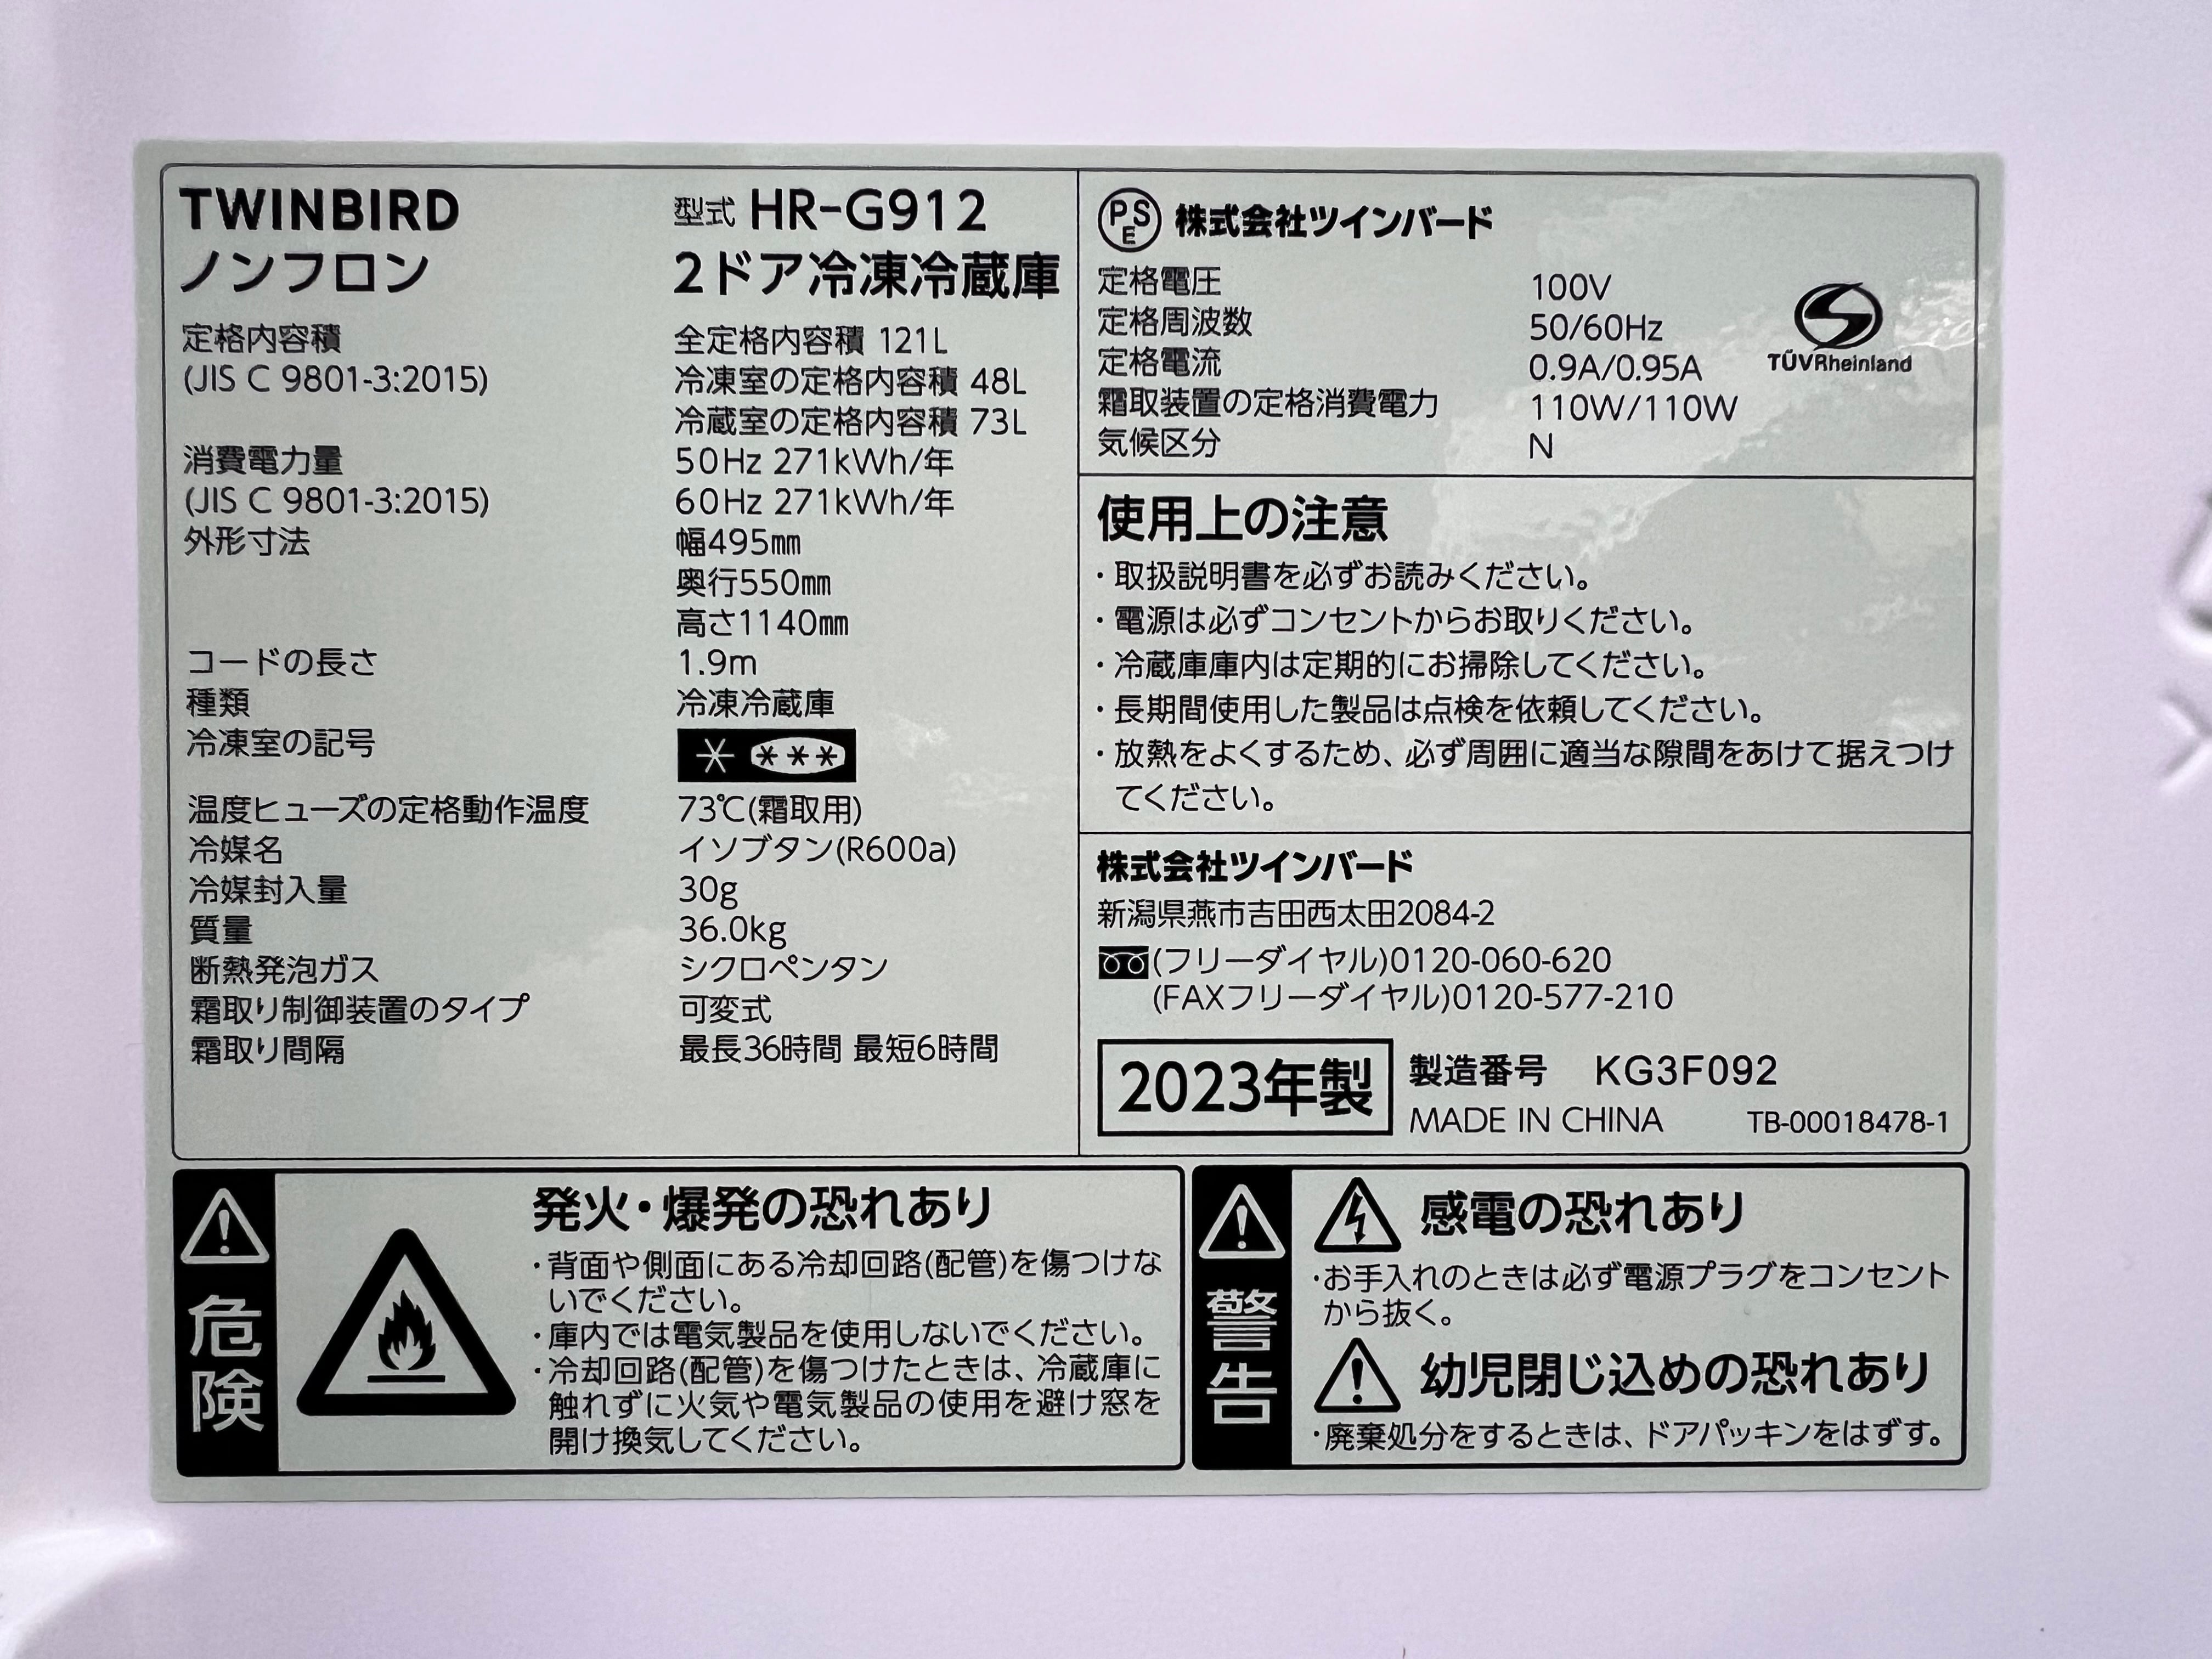 TWINBIRD 型式 HR-G912
ノンフロン 2ドア冷凍冷蔵庫
定格内容積 全定格内容積 121L
(JIS C 9801-3:2015) 冷凍室の定格内容積 48L
冷蔵室の定格内容積 73L
消費電力量 50Hz 271kWh/年
(JIS C 9801-3:2015) 60Hz 271kWh/年
外形寸法 幅495㎜
奥行550㎜
高さ1140㎜
コードの長さ 1.9m
種類 冷凍冷蔵庫
冷凍室の記号
温度ヒューズの定格動作温度 73℃(霜取用)
冷媒名 イソブタン(R600a)
冷媒封入量 30g
質量 36.0kg
断熱発泡ガス シクロペンタン
霜取り制御装置のタイプ 可変式
霜取り間隔 最長36時間 最短6時間
PSE 株式会社ツインバード
定格電圧 100V
定格周波数 50/60Hz
定格電流 0.9A/0.95A
霜取装置の定格消費電力 110W/110W
気候区分 N
TÜVRheinland
使用上の注意
・取扱説明書を必ずお読みください。
・電源は必ずコンセントからお取りください。
・冷蔵庫庫内は定期的にお掃除してください。
・長期間使用した製品は点検を依頼してください。
・放熱をよくするため、必ず周囲に適当な隙間をあけて据えつけ
てください。
株式会社ツインバード
新潟県燕市吉田西太田2084-2
(フリーダイヤル)0120-060-620
(FAXフリーダイヤル)0120-577-210
2023年製 製造番号 KG3F092
MADE IN CHINA TB-00018478-1
危険
発火・爆発の恐れあり
・背面や側面にある冷却回路(配管)を傷つけな
いでください。
・庫内では電気製品を使用しないでください。
・冷却回路(配管)を傷つけたときは、冷蔵庫に
触れずに火気や電気製品の使用を避け窓を
開け換気してください。
警告
感電の恐れあり
・お手入れのときは必ず電源プラグをコンセント
から抜く。
幼児閉じ込めの恐れあり
・廃棄処分をするときは、ドアパッキンをはずす。